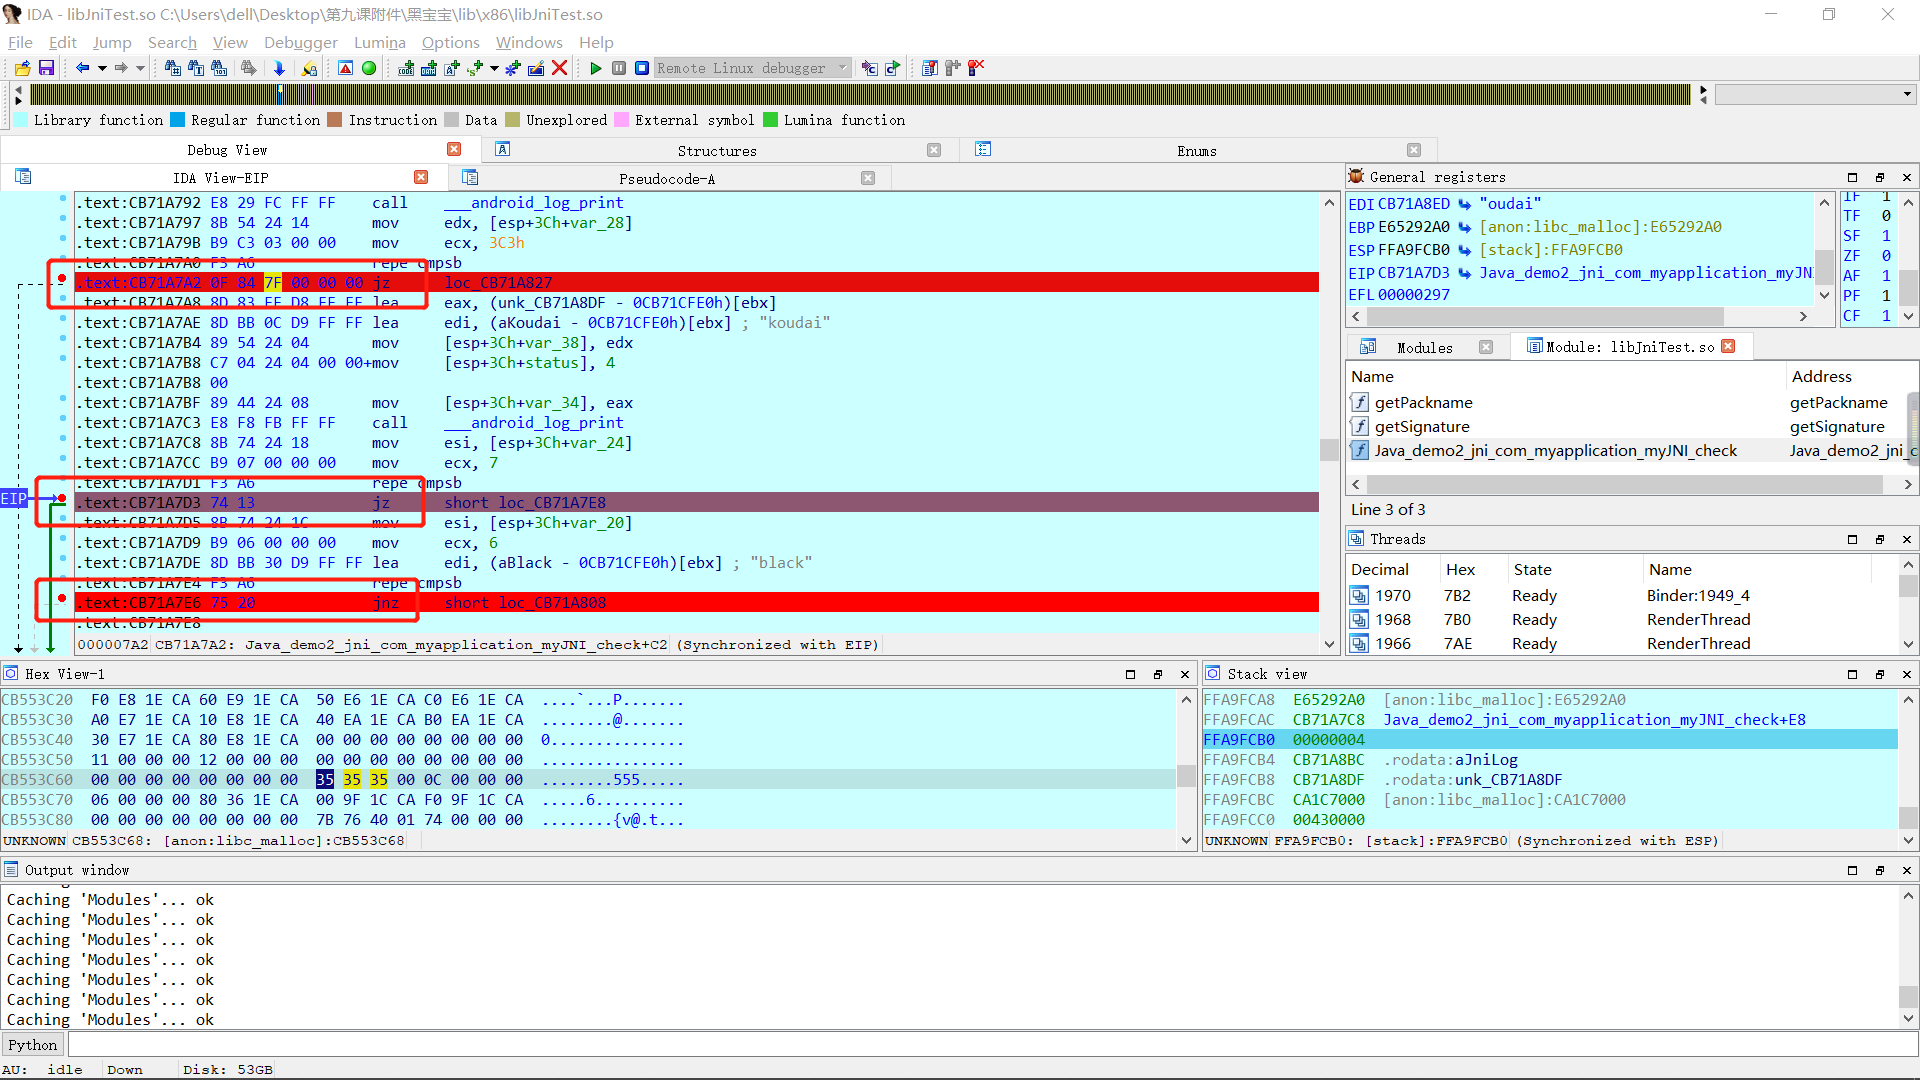 IDA - libJniTest.so C:\Users\dell\Desktop\第九课附件\黑宝宝\lib\x86\libJniTest.so
File Edit Jump Search View Debugger Lumina Options Windows Help
Remote Linux debugger
Library function Regular function Instruction Data Unexplored External symbol Lumina function
Debug View Structures Enums
IDA View-EIP Pseudocode-A
.text:CB71A792 E8 29 FC FF FF call ___android_log_print
.text:CB71A797 8B 54 24 14 mov edx, [esp+3Ch+var_28]
.text:CB71A79B B9 C3 03 00 00 mov ecx, 3C3h
.text:CB71A7A0 F3 A6 repe cmpsb
.text:CB71A7A2 0F 84 7F 00 00 00 jz loc_CB71A827
.text:CB71A7A8 8D 83 FF D8 FF FF lea eax, (unk_CB71A8DF - 0CB71CFE0h)[ebx]
.text:CB71A7AE 8D BB 0C D9 FF FF lea edi, (aKoudai - 0CB71CFE0h)[ebx] ; "koudai"
.text:CB71A7B4 89 54 24 04 mov [esp+3Ch+var_38], edx
.text:CB71A7B8 C7 04 24 04 00 00+mov [esp+3Ch+status], 4
.text:CB71A7B8 00
.text:CB71A7BF 89 44 24 08 mov [esp+3Ch+var_34], eax
.text:CB71A7C3 E8 F8 FB FF FF call ___android_log_print
.text:CB71A7C8 8B 74 24 18 mov esi, [esp+3Ch+var_24]
.text:CB71A7CC B9 07 00 00 00 mov ecx, 7
.text:CB71A7D1 F3 A6 repe cmpsb
EIP .text:CB71A7D3 74 13 jz short loc_CB71A7E8
.text:CB71A7D5 8B 74 24 1C mov esi, [esp+3Ch+var_20]
.text:CB71A7D9 B9 06 00 00 00 mov ecx, 6
.text:CB71A7DE 8D BB 30 D9 FF FF lea edi, (aBlack - 0CB71CFE0h)[ebx] ; "black"
.text:CB71A7E4 F3 A6 repe cmpsb
.text:CB71A7E6 75 20 jnz short loc_CB71A808
.text:CB71A7E8
000007A2 CB71A7A2: Java_demo2_jni_com_myapplication_myJNI_check+C2 (Synchronized with EIP)
General registers
EDI CB71A8ED "oudai"
EBP E65292A0 [anon:libc_malloc]:E65292A0
ESP FFA9FCB0 [stack]:FFA9FCB0
EIP CB71A7D3 Java_demo2_jni_com_myapplication_myJNI
EFL 00000297
IF 1
TF 0
SF 1
ZF 0
AF 1
PF 1
CF 1
Modules Module: libJniTest.so
Name Address
getPackname getPackname
getSignature getSignature
Java_demo2_jni_com_myapplication_myJNI_check Java_demo2_jni_c
Line 3 of 3
Threads
Decimal Hex State Name
1970 7B2 Ready Binder:1949_4
1968 7B0 Ready RenderThread
1966 7AE Ready RenderThread
Hex View-1
CB553C20 F0 E8 1E CA 60 E9 1E CA 50 E6 1E CA C0 E6 1E CA ....`...P.......
CB553C30 A0 E7 1E CA 10 E8 1E CA 40 EA 1E CA B0 EA 1E CA ........@.......
CB553C40 30 E7 1E CA 80 E8 1E CA 00 00 00 00 00 00 00 00 0...............
CB553C50 11 00 00 00 12 00 00 00 00 00 00 00 00 00 00 00 ................
CB553C60 00 00 00 00 00 00 00 00 35 35 35 00 0C 00 00 00 ........555.....
CB553C70 06 00 00 00 80 36 1E CA 00 9F 1C CA F0 9F 1C CA .....6..........
CB553C80 00 00 00 00 00 00 00 00 7B 76 40 01 74 00 00 00 ........{v@.t...
UNKNOWN CB553C68: [anon:libc_malloc]:CB553C68
Stack view
FFA9FCA8 E65292A0 [anon:libc_malloc]:E65292A0
FFA9FCAC CB71A7C8 Java_demo2_jni_com_myapplication_myJNI_check+E8
FFA9FCB0 00000004
FFA9FCB4 CB71A8BC .rodata:aJniLog
FFA9FCB8 CB71A8DF .rodata:unk_CB71A8DF
FFA9FCBC CA1C7000 [anon:libc_malloc]:CA1C7000
FFA9FCC0 00430000
UNKNOWN FFA9FCB0: [stack]:FFA9FCB0 (Synchronized with ESP)
Output window
Caching 'Modules'... ok
Caching 'Modules'... ok
Caching 'Modules'... ok
Caching 'Modules'... ok
Caching 'Modules'... ok
Caching 'Modules'... ok
Caching 'Modules'... ok
Python
AU: idle Down Disk: 53GB